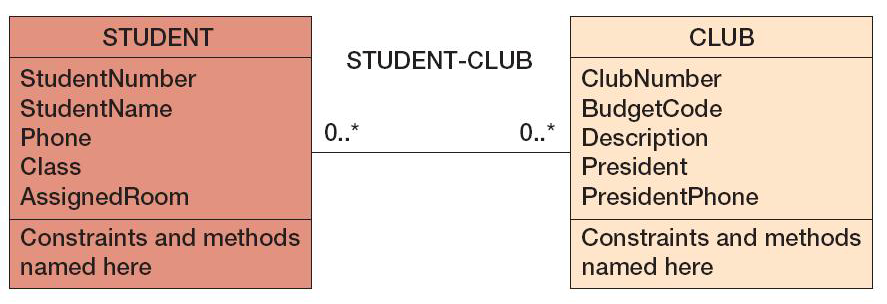 STUDENT
StudentNumber
StudentName
Phone
Class
AssignedRoom
Constraints and methods
named here
STUDENT-CLUB
0..*
0..*
CLUB
ClubNumber
BudgetCode
Description
President
PresidentPhone
Constraints and methods
named here